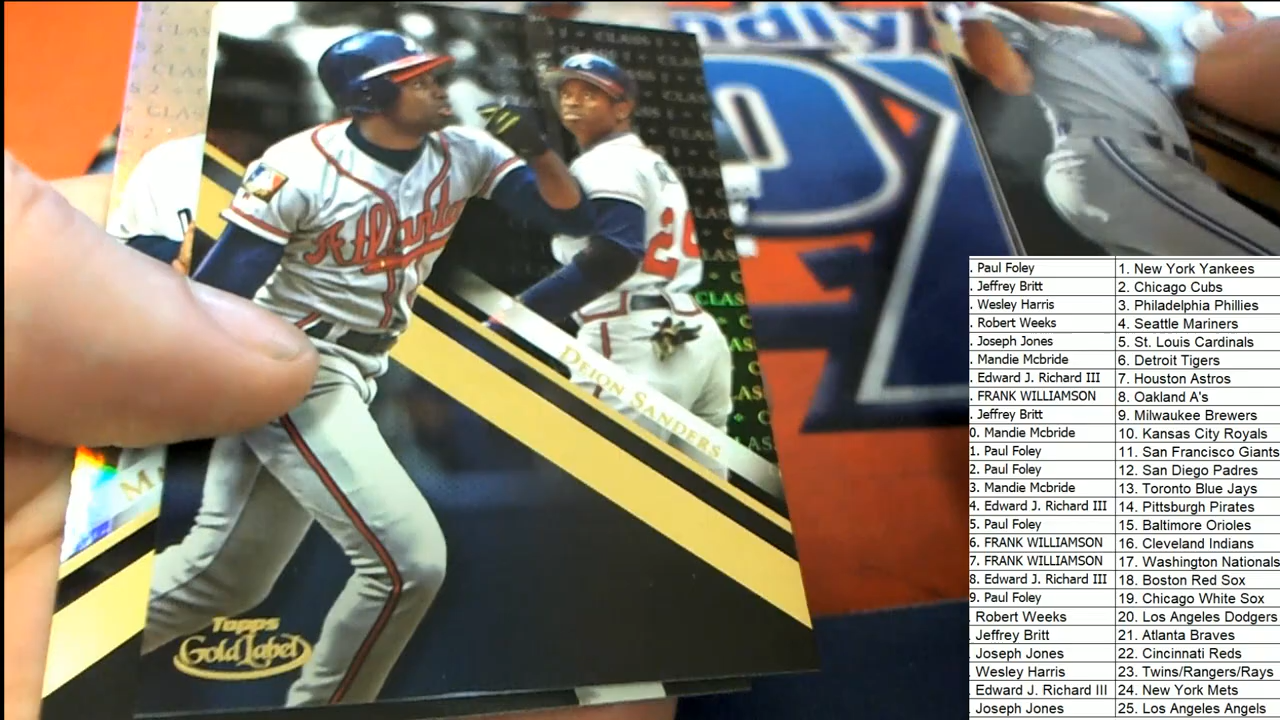 ndly
CLASS 1
CLASS 1
CLAS
CLAS
Atlanta
CLAS
CLAS
DEION SANDERS
Topps
Gold Label
. Paul Foley 1. New York Yankees
. Jeffrey Britt 2. Chicago Cubs
. Wesley Harris 3. Philadelphia Phillies
. Robert Weeks 4. Seattle Mariners
. Joseph Jones 5. St. Louis Cardinals
. Mandie Mcbride 6. Detroit Tigers
. Edward J. Richard III 7. Houston Astros
. FRANK WILLIAMSON 8. Oakland A's
. Jeffrey Britt 9. Milwaukee Brewers
0. Mandie Mcbride 10. Kansas City Royals
1. Paul Foley 11. San Francisco Giants
2. Paul Foley 12. San Diego Padres
3. Mandie Mcbride 13. Toronto Blue Jays
4. Edward J. Richard III 14. Pittsburgh Pirates
5. Paul Foley 15. Baltimore Orioles
6. FRANK WILLIAMSON 16. Cleveland Indians
7. FRANK WILLIAMSON 17. Washington Nationals
8. Edward J. Richard III 18. Boston Red Sox
9. Paul Foley 19. Chicago White Sox
. Robert Weeks 20. Los Angeles Dodgers
. Jeffrey Britt 21. Atlanta Braves
. Joseph Jones 22. Cincinnati Reds
. Wesley Harris 23. Twins/Rangers/Rays
. Edward J. Richard III 24. New York Mets
. Joseph Jones 25. Los Angeles Angels